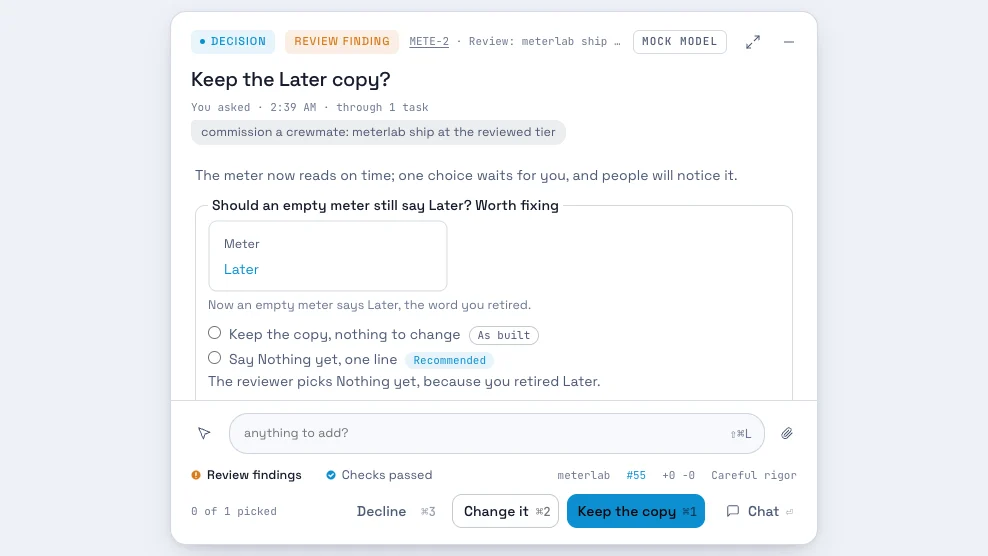 DECISION REVIEW FINDING METE-2 · Review: meterlab ship … MOCK MODEL
Keep the Later copy?
You asked · 2:39 AM · through 1 task
commission a crewmate: meterlab ship at the reviewed tier
The meter now reads on time; one choice waits for you, and people will notice it.
Should an empty meter still say Later? Worth fixing
Meter
Later
Now an empty meter says Later, the word you retired.
Keep the copy, nothing to change As built
Say Nothing yet, one line Recommended
The reviewer picks Nothing yet, because you retired Later.
anything to add? ⇧⌘L
Review findings Checks passed meterlab #55 +0 -0 Careful rigor
0 of 1 picked Decline ⌘3 Change it ⌘2 Keep the copy ⌘1 Chat ⏎